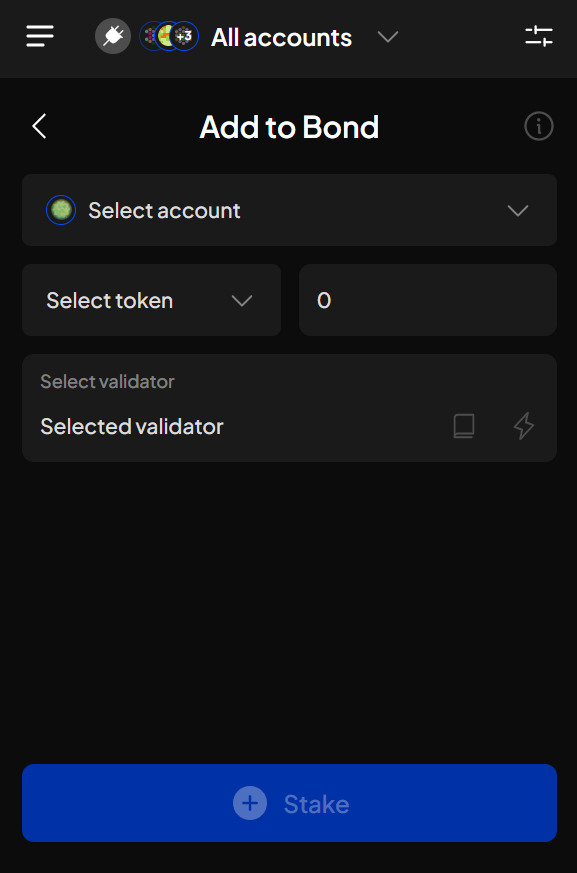 +3 All accounts
Add to Bond
Select account
Select token
0
Select validator
Selected validator
Stake